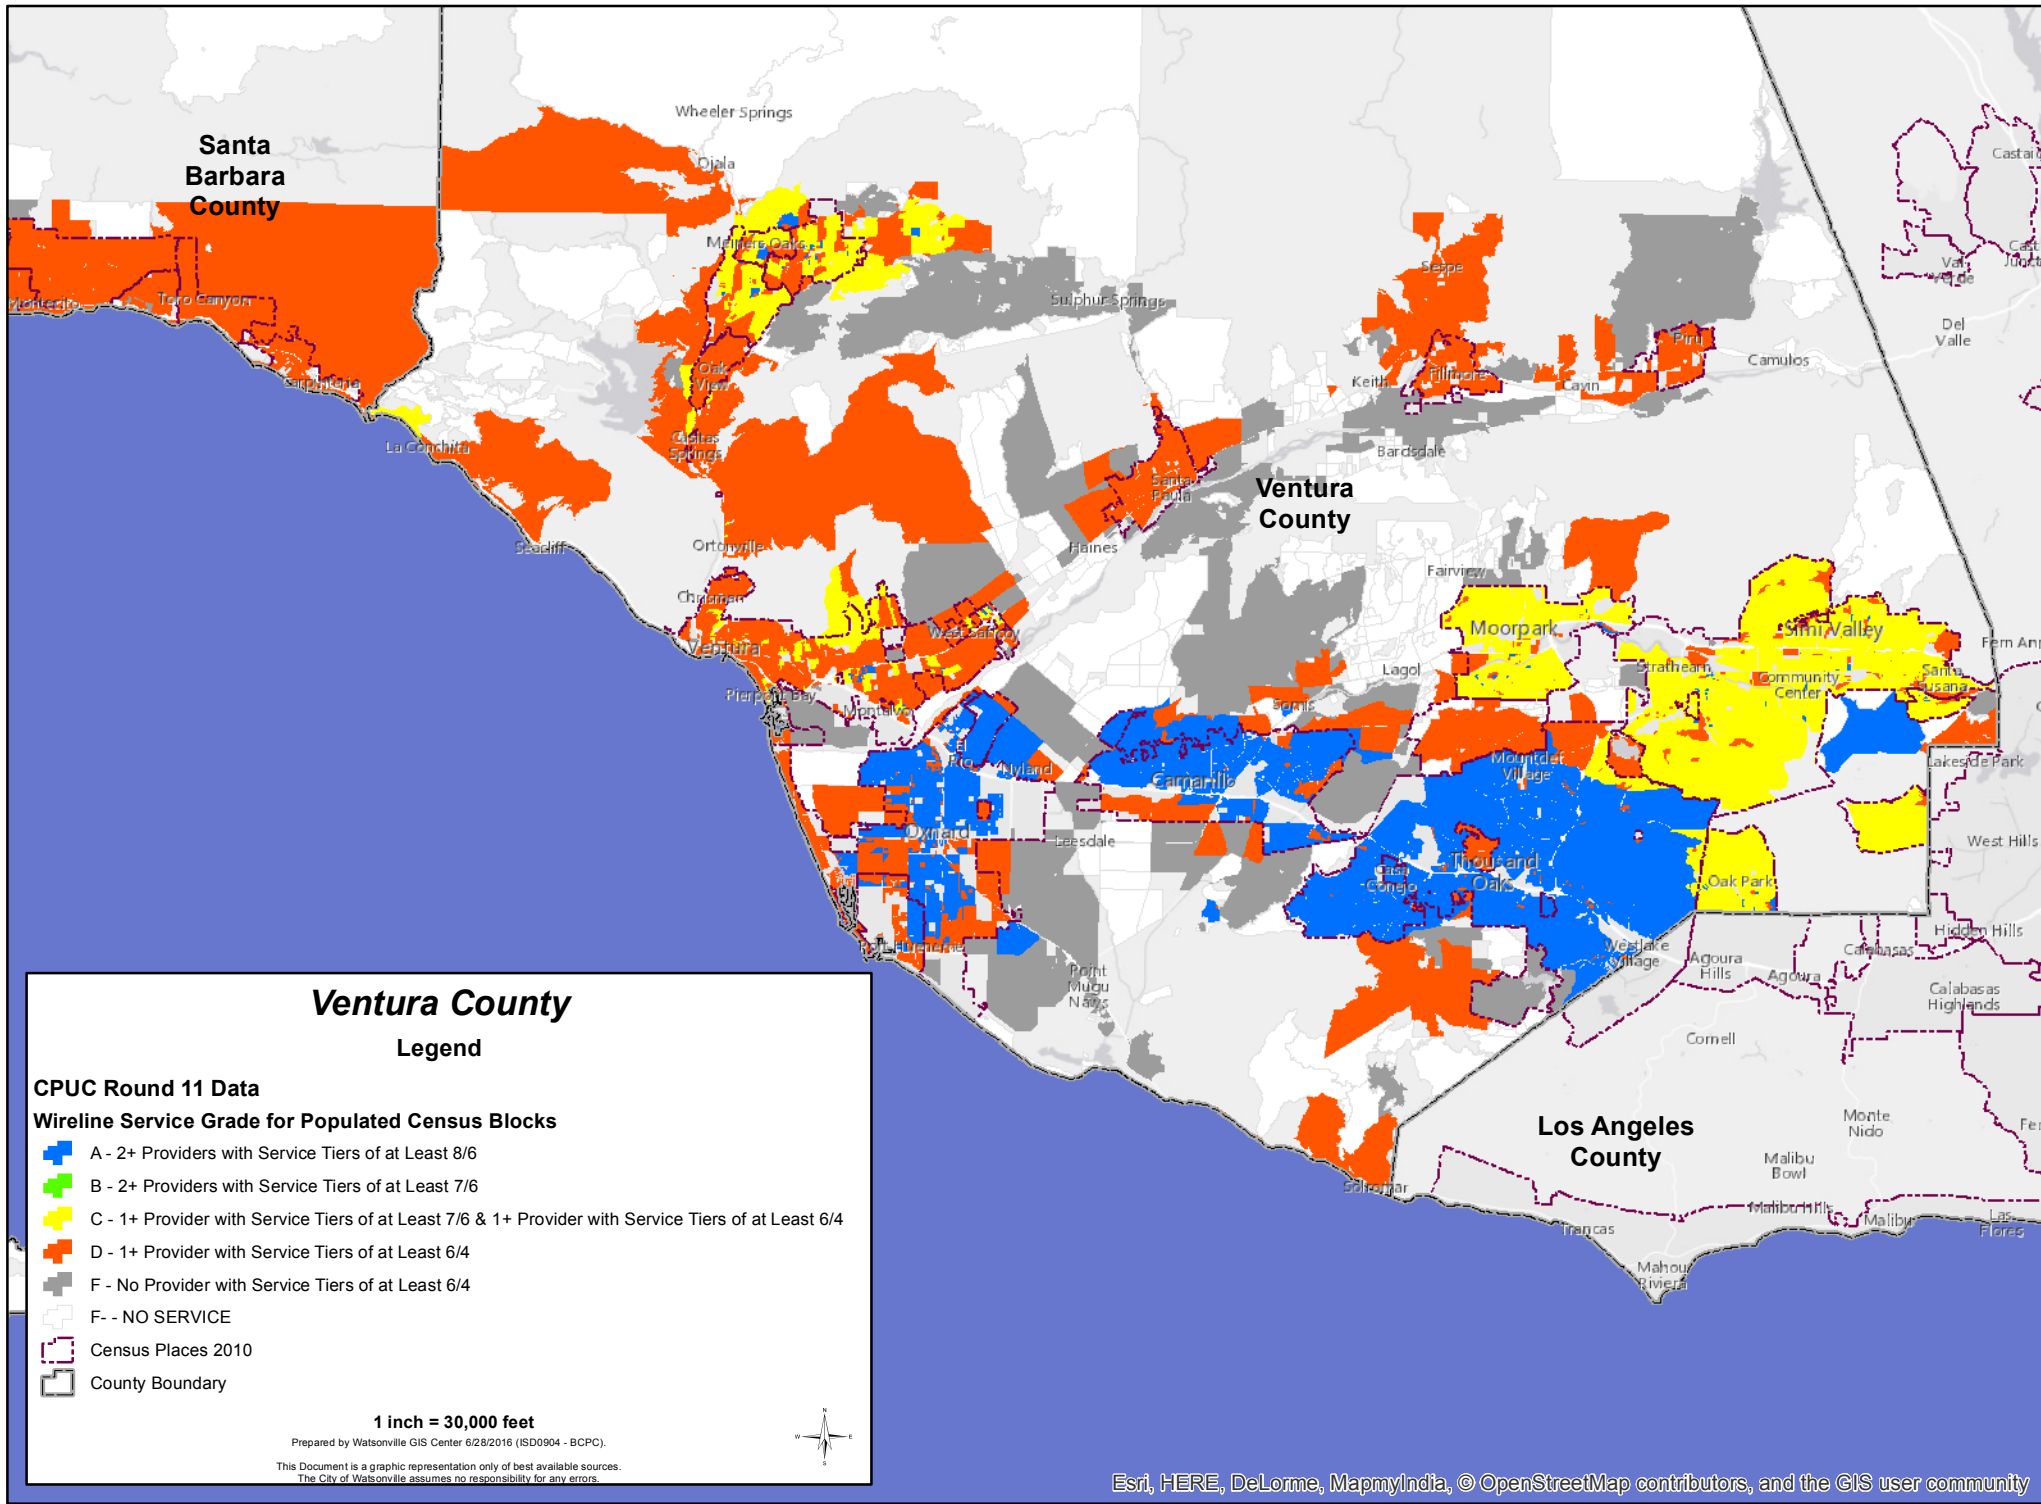 Wheeler Springs
Santa
Barbara
County
Ojala
Castaic
Meiners Oaks
Val
Verde
Cast
Junct
Sespe
Sulphur Springs
Montecito
Toro Canyon
Del
Valle
Piru
Camulos
Oak
View
Keith
Fillmore
Cavin
Carpinteria
La Conchita
Casitas
Springs
Bardsdale
Santa
Paula
Ventura
County
Seacliff
Ortonville
Haines
Fairview
Chrisman
West Saticoy
Moorpark
Simi Valley
Fern Ann
Ventura
Lagol
Strathearn
Santa
Susana
Community
Center
Pierpont Bay
Montalvo
Somis
El
Rio
Nyland
Camarillo
Mountclef
Village
Lakeside Park
Oxnard
Leesdale
West Hills
Casa
Conejo
Thousand
Oaks
Oak Park
Port Hueneme
Westlake
Village
Hidden Hills
Calabasas
Agoura
Hills
Agoura
Point
Mugu
Naws
Calabasas
Highlands
Cornell
Los Angeles
County
Monte
Nido
Fe
Malibu
Bowl
Solromar
Trancas
Malibu Hills
Malibu
Las
Flores
Mahou
Riviera
Ventura County
Legend
CPUC Round 11 Data
Wireline Service Grade for Populated Census Blocks
A - 2+ Providers with Service Tiers of at Least 8/6
B - 2+ Providers with Service Tiers of at Least 7/6
C - 1+ Provider with Service Tiers of at Least 7/6 & 1+ Provider with Service Tiers of at Least 6/4
D - 1+ Provider with Service Tiers of at Least 6/4
F - No Provider with Service Tiers of at Least 6/4
F- - NO SERVICE
Census Places 2010
County Boundary
1 inch = 30,000 feet
Prepared by Watsonville GIS Center 6/28/2016 (ISD0904 - BCPC).
This Document is a graphic representation only of best available sources.
The City of Watsonville assumes no responsibility for any errors.
N
W
E
S
Esri, HERE, DeLorme, MapmyIndia, © OpenStreetMap contributors, and the GIS user community